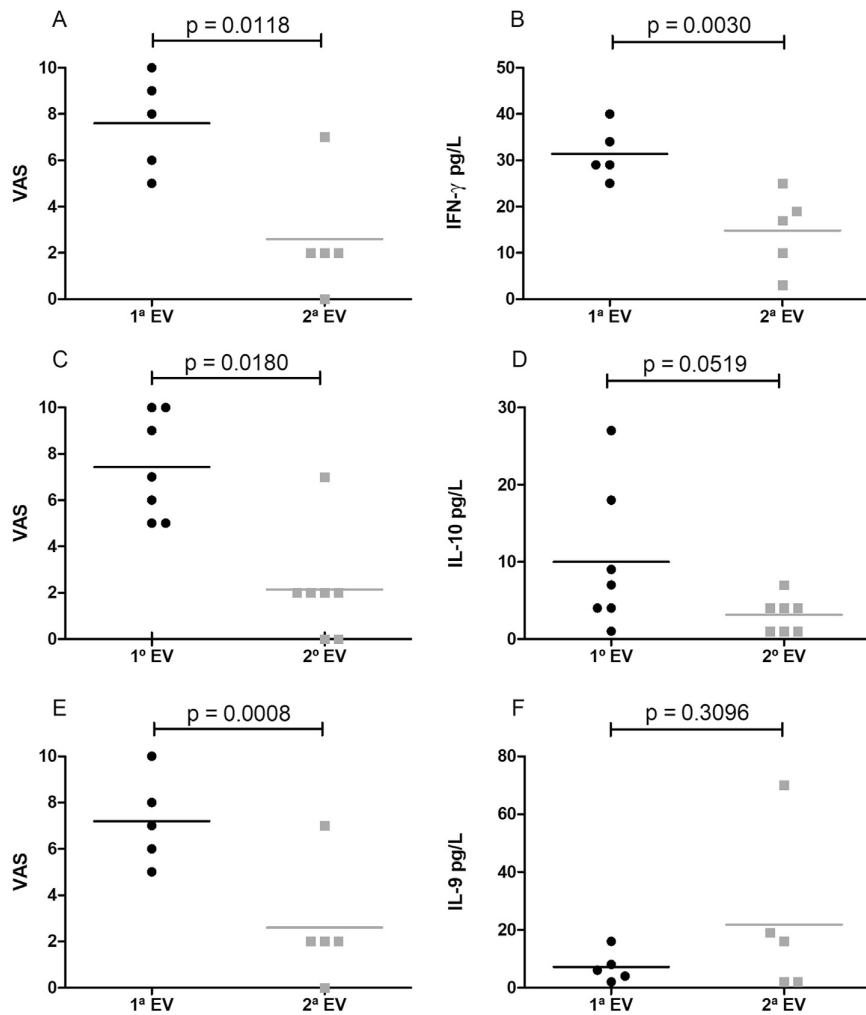 A
p = 0.0118
VAS
10
8
6
4
2
0
1ª EV
2ª EV
B
p = 0.0030
IFN-γ pg/L
50
40
30
20
10
0
1ª EV
2ª EV
C
p = 0.0180
VAS
10
8
6
4
2
0
1º EV
2º EV
D
p = 0.0519
IL-10 pg/L
30
20
10
0
1º EV
2º EV
E
p = 0.0008
VAS
10
8
6
4
2
0
1ª EV
2ª EV
F
p = 0.3096
IL-9 pg/L
80
60
40
20
0
1ª EV
2ª EV